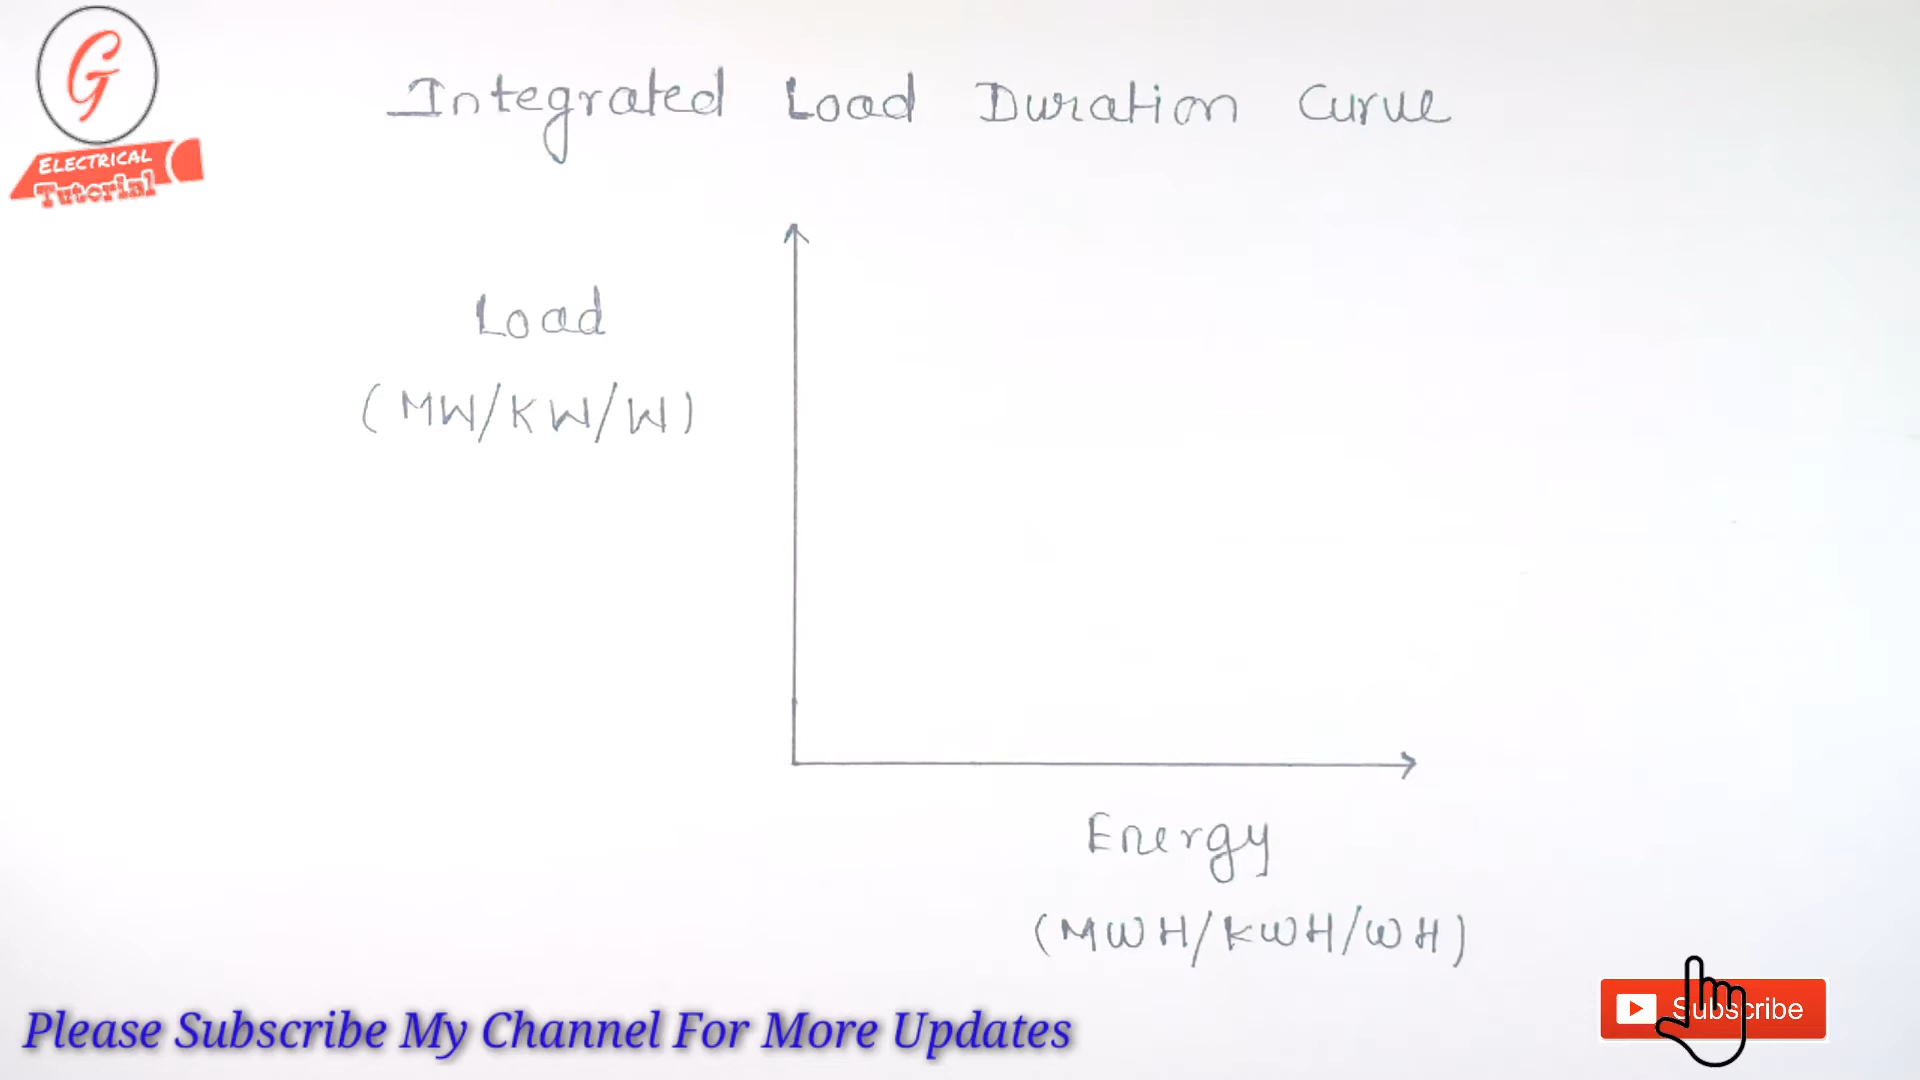 G
ELECTRICAL
Tutorial
Integrated Load Duration Curve
Load
(MW/KW/W)
Energy
(MWH/KWH/WH)
Please Subscribe My Channel For More Updates
Subscribe